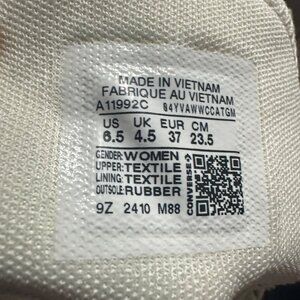 MADE IN VIETNAM
FABRIQUE AU VIETNAM
A11992C 84YVAWWCCATGM
US UK EUR CM
6.5 4.5 37 23.5
GENDER: WOMEN
UPPER: TEXTILE
LINING: TEXTILE
OUTSOLE: RUBBER
CONVERSE
9Z 2410 M88